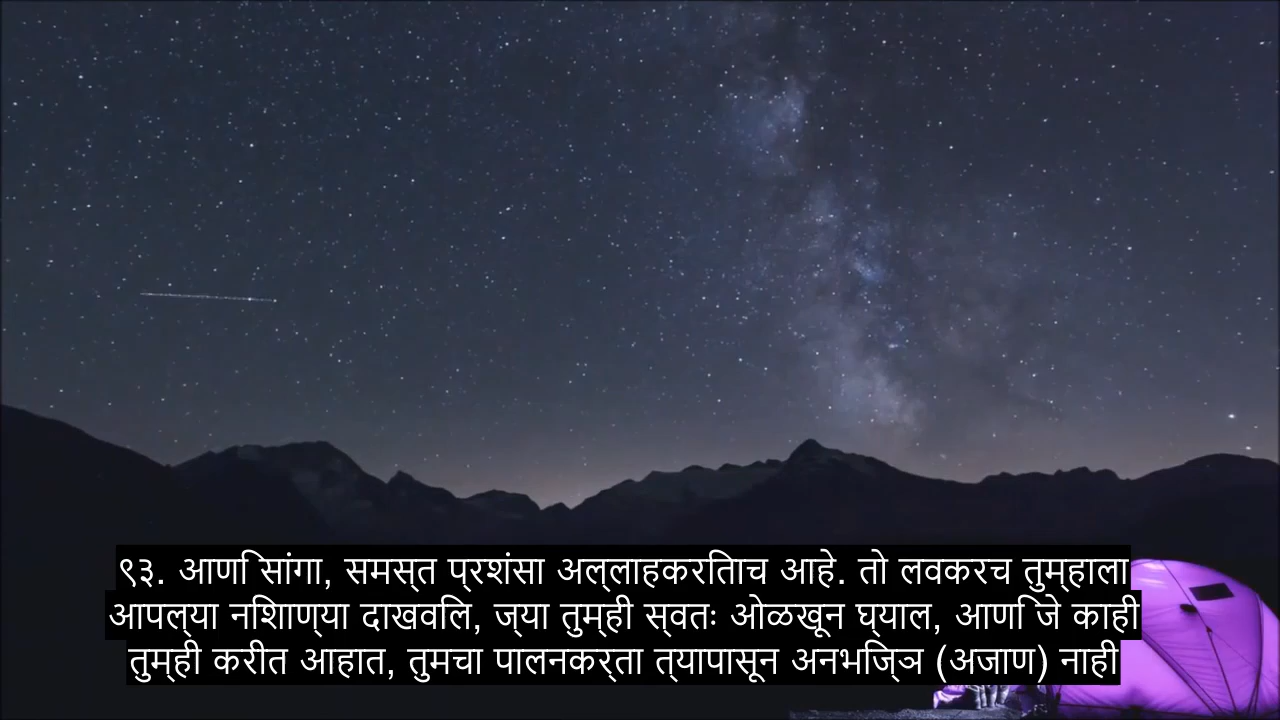 ९३. आणि सांगा, समस्त प्रशंसा अल्लाहकरिताच आहे. तो लवकरच तुम्हाला
आपल्या निशाण्या दाखविल, ज्या तुम्ही स्वतः ओळखून घ्याल, आणि जे काही
तुम्ही करीत आहात, तुमचा पालनकर्ता त्यापासून अनभिज्ञ (अजाण) नाही